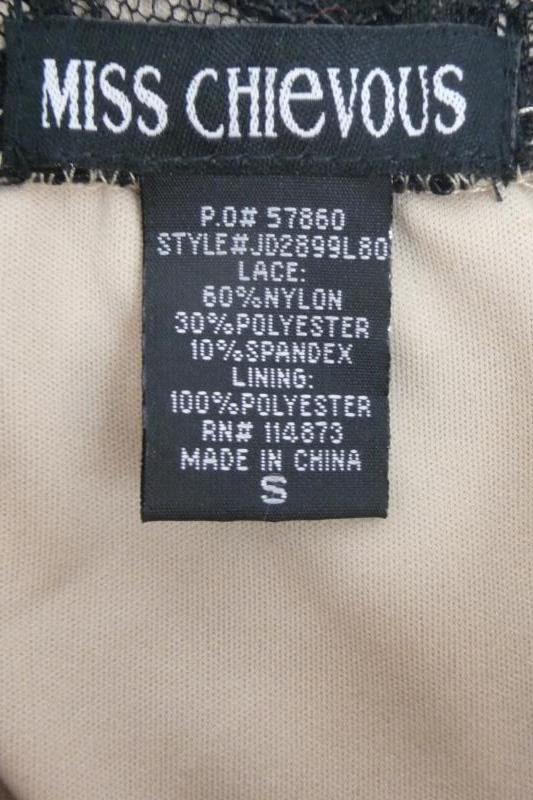 MISS CHIeVOUS
P.O# 57860
STYLE#JD2899L80
LACE:
60%NYLON
30%POLYESTER
10%SPANDEX
LINING:
100%POLYESTER
RN# 114873
MADE IN CHINA
S